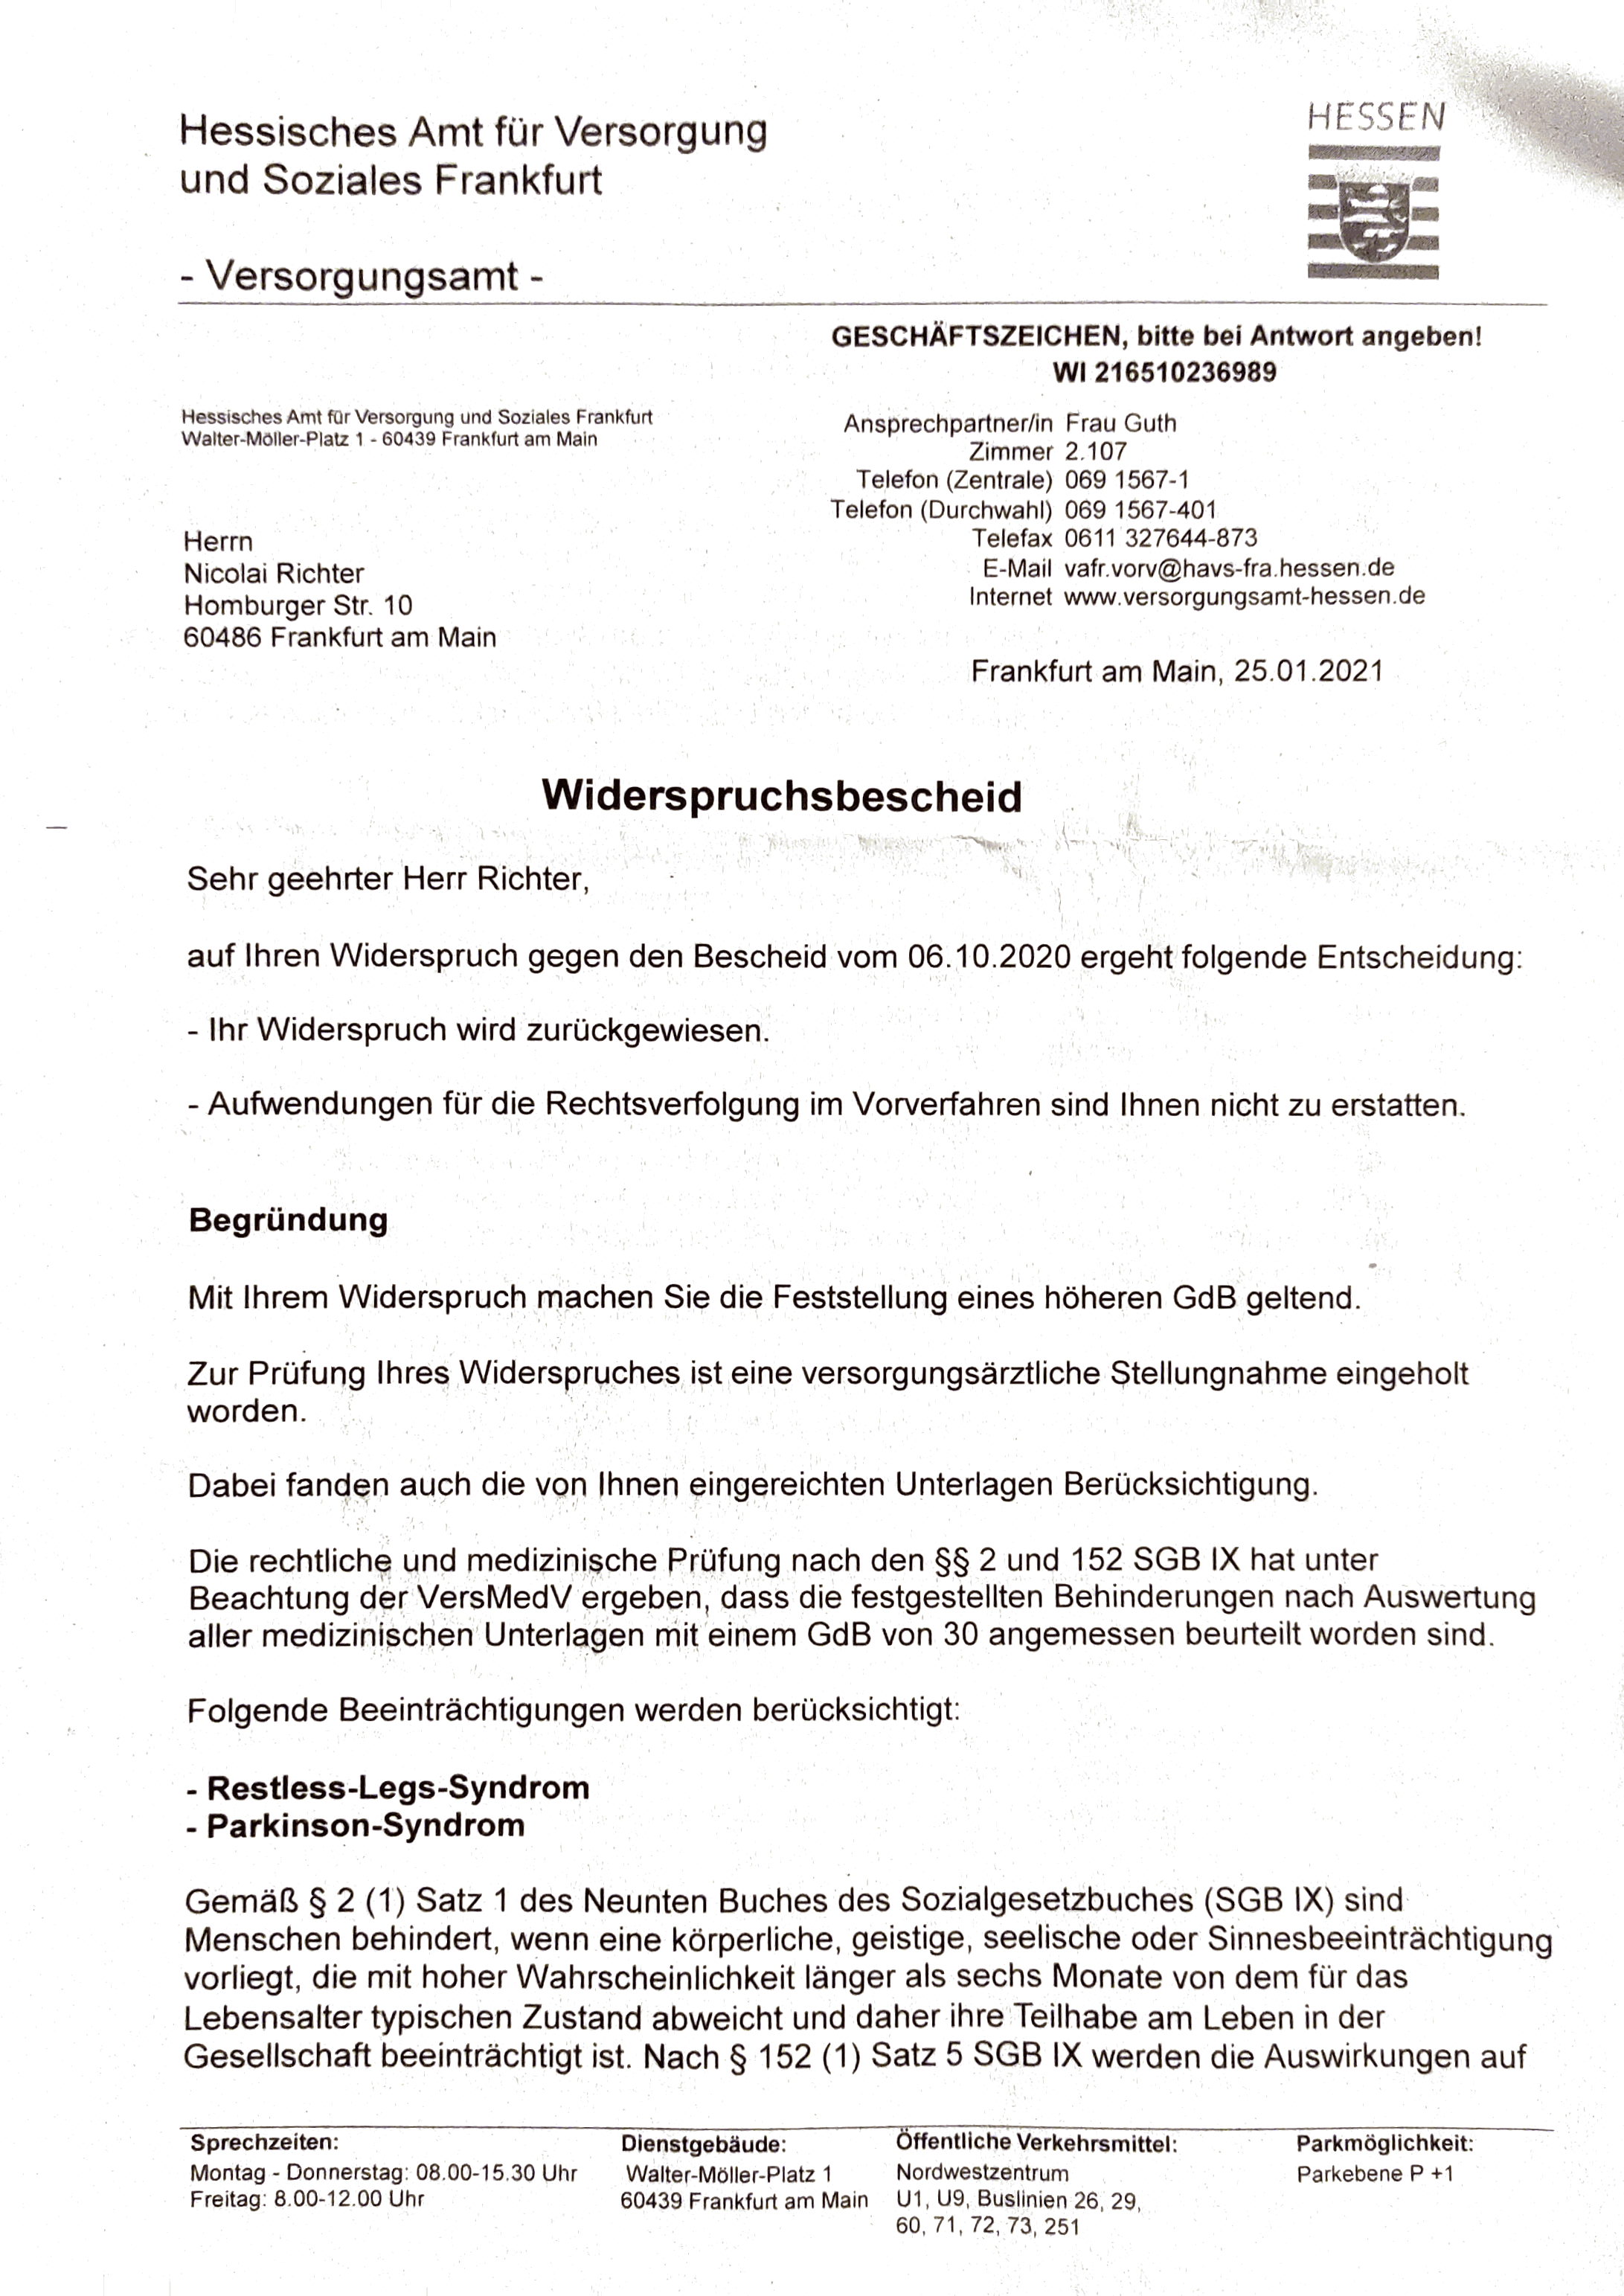 Hessisches Amt für Versorgung
und Soziales Frankfurt
HESSEN
- Versorgungsamt -
GESCHÄFTSZEICHEN, bitte bei Antwort angeben!
WI 216510236989
Hessisches Amt für Versorgung und Soziales Frankfurt
Walter-Möller-Platz 1 - 60439 Frankfurt am Main
Ansprechpartner/in Frau Guth
Zimmer 2.107
Telefon (Zentrale) 069 1567-1
Telefon (Durchwahl) 069 1567-401
Telefax 0611 327644-873
E-Mail vafr.vorv@havs-fra.hessen.de
Internet www.versorgungsamt-hessen.de
Herrn
Nicolai Richter
Homburger Str. 10
60486 Frankfurt am Main
Frankfurt am Main, 25.01.2021
Widerspruchsbescheid
Sehr geehrter Herr Richter,
auf Ihren Widerspruch gegen den Bescheid vom 06.10.2020 ergeht folgende Entscheidung:
- Ihr Widerspruch wird zurückgewiesen.
- Aufwendungen für die Rechtsverfolgung im Vorverfahren sind Ihnen nicht zu erstatten.
Begründung
Mit Ihrem Widerspruch machen Sie die Feststellung eines höheren GdB geltend.
Zur Prüfung Ihres Widerspruches ist eine versorgungsärztliche Stellungnahme eingeholt
worden.
Dabei fanden auch die von Ihnen eingereichten Unterlagen Berücksichtigung.
Die rechtliche und medizinische Prüfung nach den §§ 2 und 152 SGB IX hat unter
Beachtung der VersMedV ergeben, dass die festgestellten Behinderungen nach Auswertung
aller medizinischen Unterlagen mit einem GdB von 30 angemessen beurteilt worden sind.
Folgende Beeinträchtigungen werden berücksichtigt:
- Restless-Legs-Syndrom
- Parkinson-Syndrom
Gemäß § 2 (1) Satz 1 des Neunten Buches des Sozialgesetzbuches (SGB IX) sind
Menschen behindert, wenn eine körperliche, geistige, seelische oder Sinnesbeeinträchtigung
vorliegt, die mit hoher Wahrscheinlichkeit länger als sechs Monate von dem für das
Lebensalter typischen Zustand abweicht und daher ihre Teilhabe am Leben in der
Gesellschaft beeinträchtigt ist. Nach § 152 (1) Satz 5 SGB IX werden die Auswirkungen auf
Sprechzeiten:
Montag - Donnerstag: 08.00-15.30 Uhr
Freitag: 8.00-12.00 Uhr
Dienstgebäude:
Walter-Möller-Platz 1
60439 Frankfurt am Main
Öffentliche Verkehrsmittel:
Nordwestzentrum
U1, U9, Buslinien 26, 29,
60, 71, 72, 73, 251
Parkmöglichkeit:
Parkebene P +1